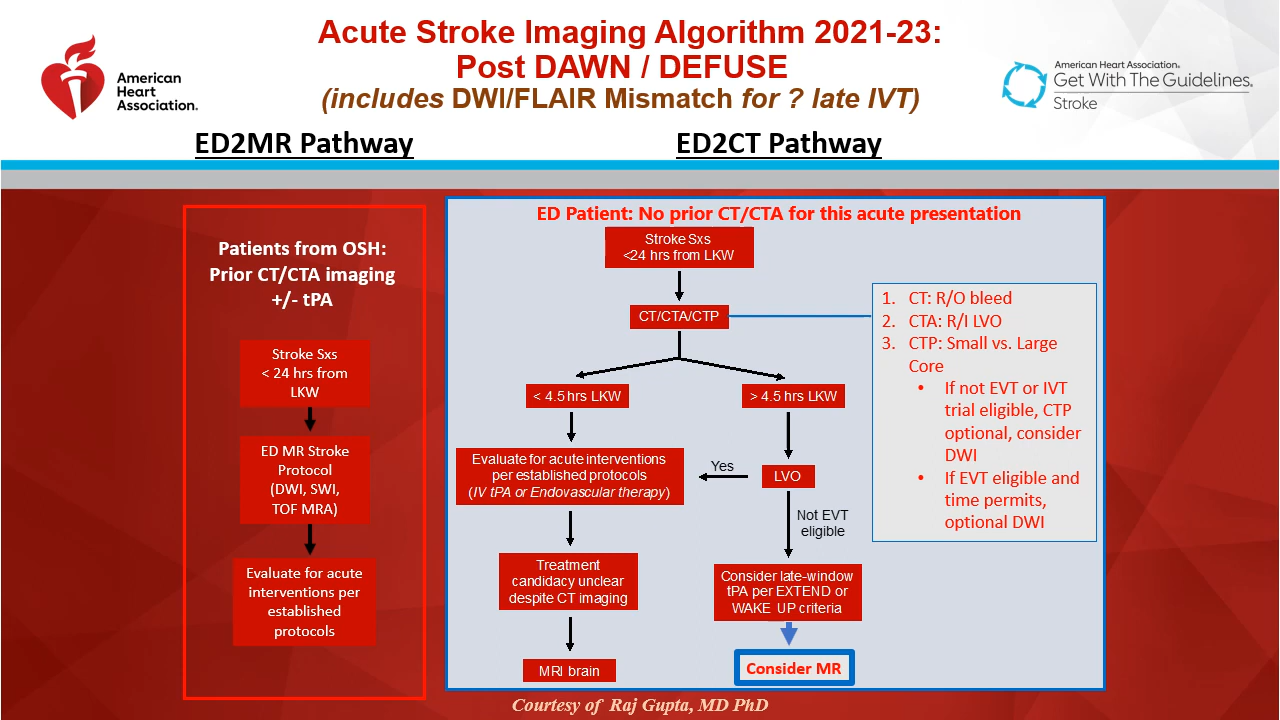 Acute Stroke Imaging Algorithm 2021-23:
Post DAWN / DEFUSE
(includes DWI/FLAIR Mismatch for ? late IVT)
American
Heart
Association.
American Heart Association.
Get With The Guidelines.
Stroke
ED2MR Pathway
ED2CT Pathway
Patients from OSH:
Prior CT/CTA imaging
+/- tPA
Stroke Sxs
< 24 hrs from
LKW
ED MR Stroke
Protocol
(DWI, SWI,
TOF MRA)
Evaluate for acute
interventions per
established
protocols
ED Patient: No prior CT/CTA for this acute presentation
Stroke Sxs
<24 hrs from LKW
CT/CTA/CTP
1. CT: R/O bleed
2. CTA: R/I LVO
3. CTP: Small vs. Large
Core
• If not EVT or IVT
trial eligible, CTP
optional, consider
DWI
• If EVT eligible and
time permits,
optional DWI
< 4.5 hrs LKW
> 4.5 hrs LKW
Evaluate for acute interventions
per established protocols
(IV tPA or Endovascular therapy)
Yes
LVO
Not EVT
eligible
Treatment
candidacy unclear
despite CT imaging
Consider late-window
tPA per EXTEND or
WAKE UP criteria
MRI brain
Consider MR
Courtesy of Raj Gupta, MD PhD